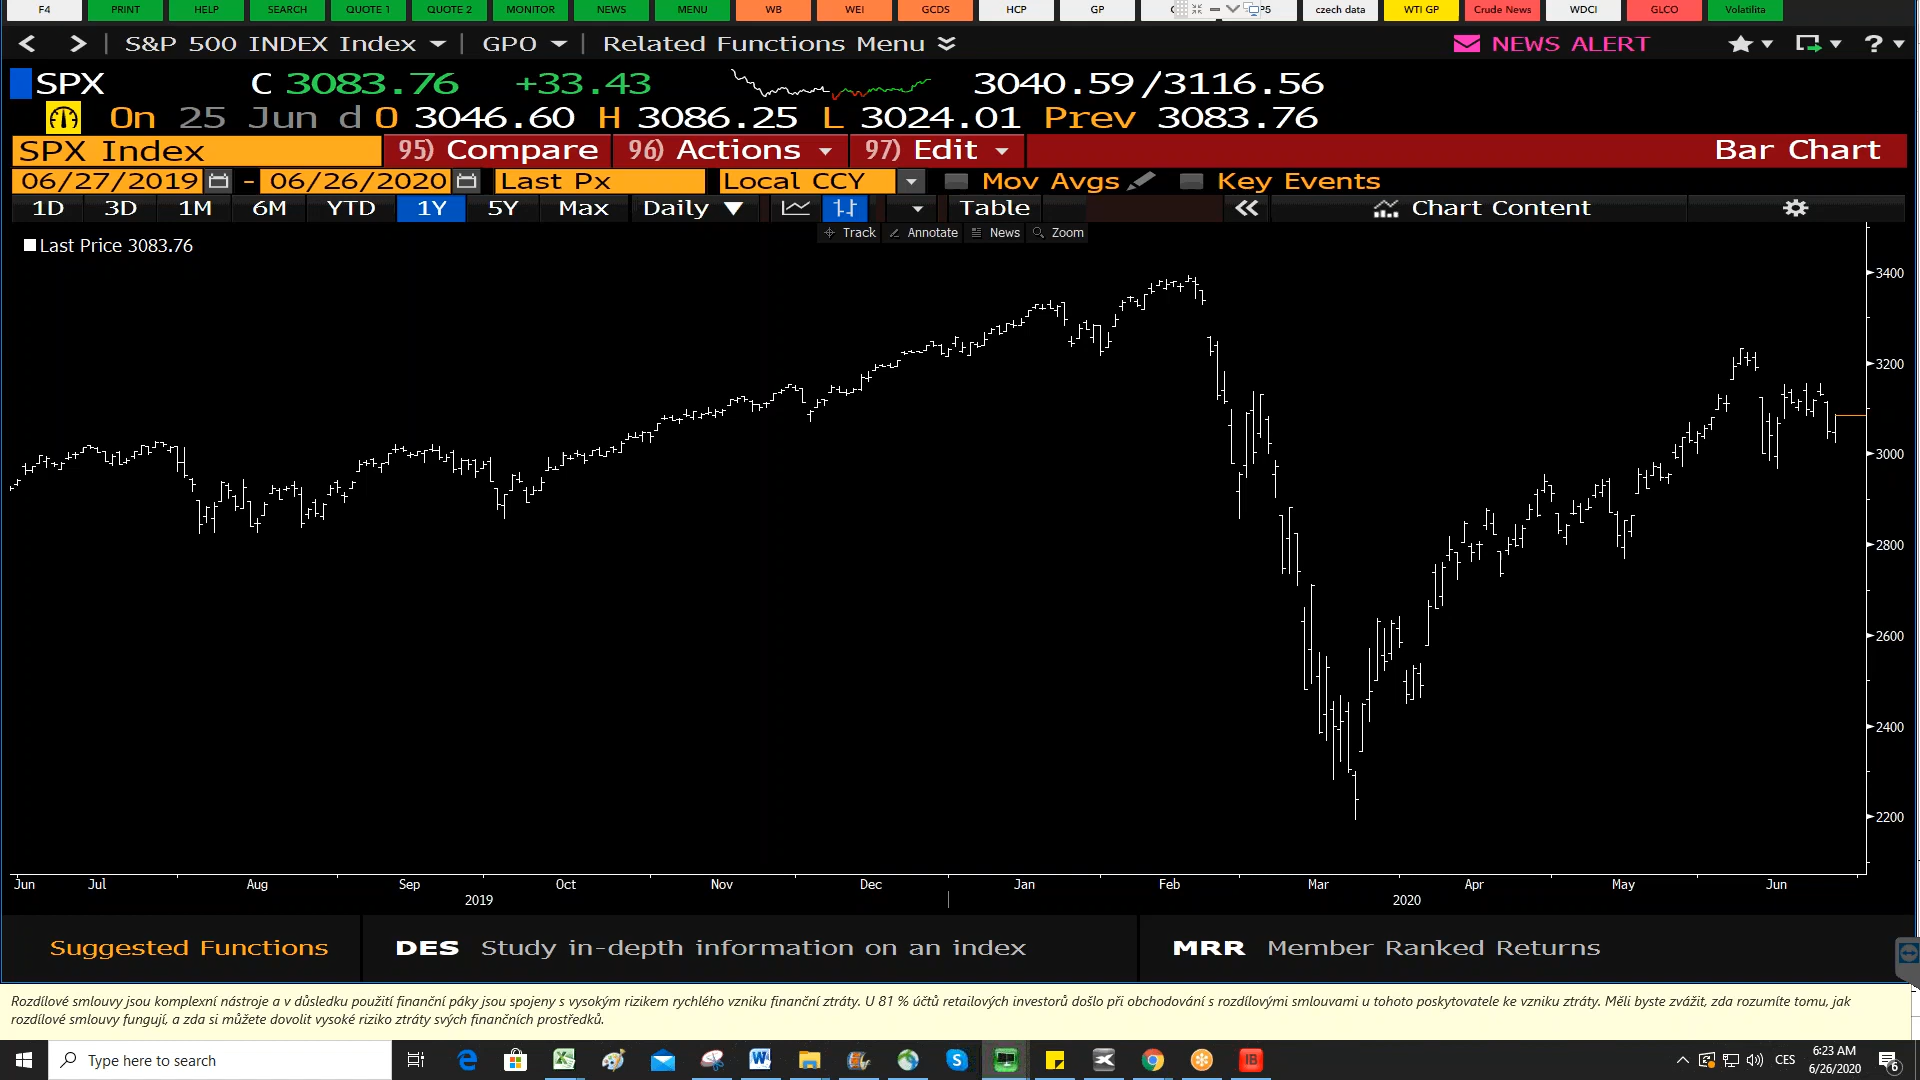 F4 PRINT HELP SEARCH QUOTE 1 QUOTE 2 MONITOR NEWS MENU WB WEI GCDS HCP GP P5 czech data WTI GP Crude News WDCI GLCO Volatilita
S&P 500 INDEX Index | GPO | Related Functions Menu NEWS ALERT ?
SPX C 3083.76 +33.43 3040.59/3116.56
On 25 Jun d O 3046.60 H 3086.25 L 3024.01 Prev 3083.76
SPX Index 95) Compare 96) Actions 97) Edit Bar Chart
06/27/2019 - 06/26/2020 Last Px Local CCY Mov Avgs Key Events
1D 3D 1M 6M YTD 1Y 5Y Max Daily Table Chart Content
Track Annotate News Zoom
Last Price 3083.76
3400
3200
3000
2800
2600
2400
2200
Jun Jul Aug Sep Oct Nov Dec Jan Feb Mar Apr May Jun
2019 2020
Suggested Functions DES Study in-depth information on an index MRR Member Ranked Returns
Rozdílové smlouvy jsou komplexní nástroje a v důsledku použití finanční páky jsou spojeny s vysokým rizikem rychlého vzniku finanční ztráty. U 81 % účtů retailových investorů došlo při obchodování s rozdílovými smlouvami u tohoto poskytovatele ke vzniku ztráty. Měli byste zvážit, zda rozumíte tomu, jak
rozdílové smlouvy fungují, a zda si můžete dovolit vysoké riziko ztráty svých finančních prostředků.
Type here to search CES 6:23 AM
6/26/2020 6